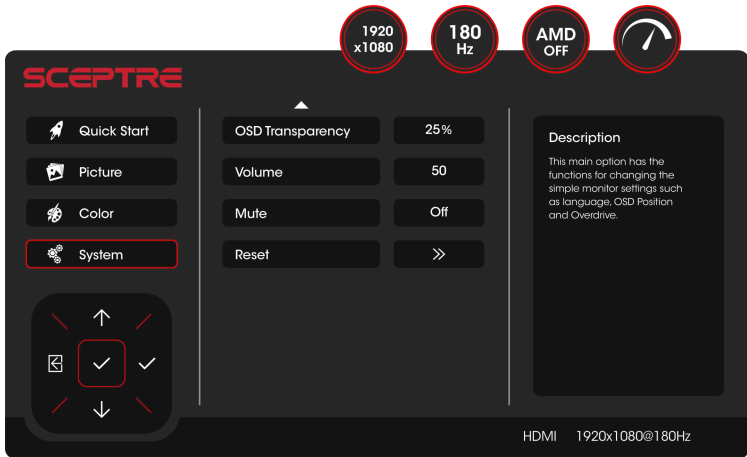 1920
x1080
180
Hz
AMD
OFF
SCEPTRE
Quick Start
Picture
Color
System
OSD Transparency 25%
Volume 50
Mute Off
Reset
Description
This main option has the
functions for changing the
simple monitor settings such
as language, OSD Position
and Overdrive.
HDMI 1920x1080@180Hz